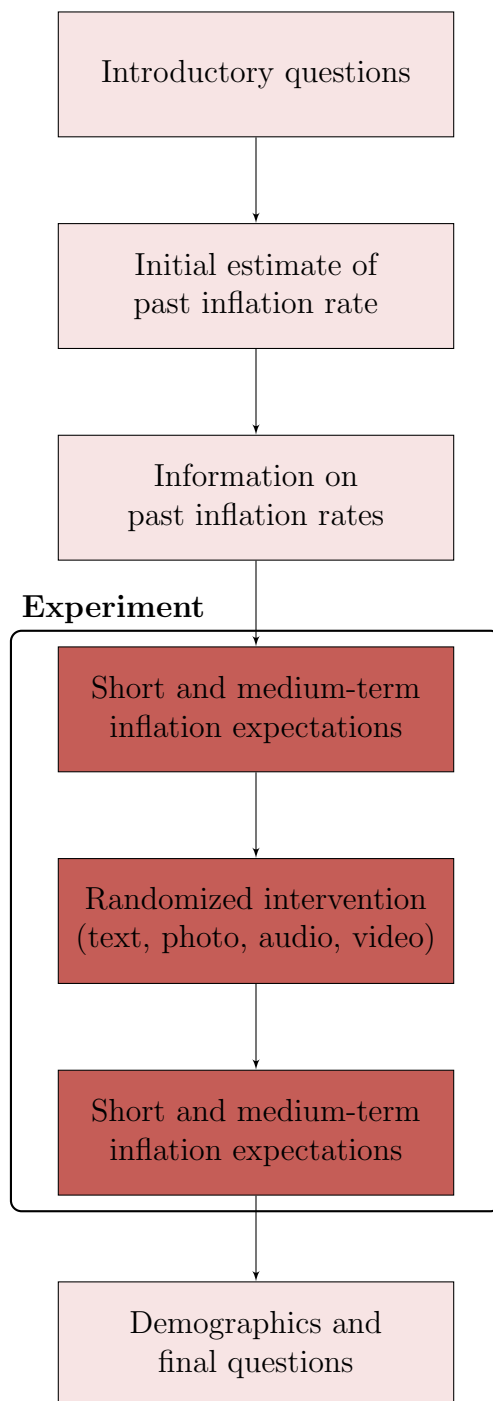 Introductory questions
Initial estimate of
past inflation rate
Information on
past inflation rates
Experiment
Short and medium-term
inflation expectations
Randomized intervention
(text, photo, audio, video)
Short and medium-term
inflation expectations
Demographics and
final questions